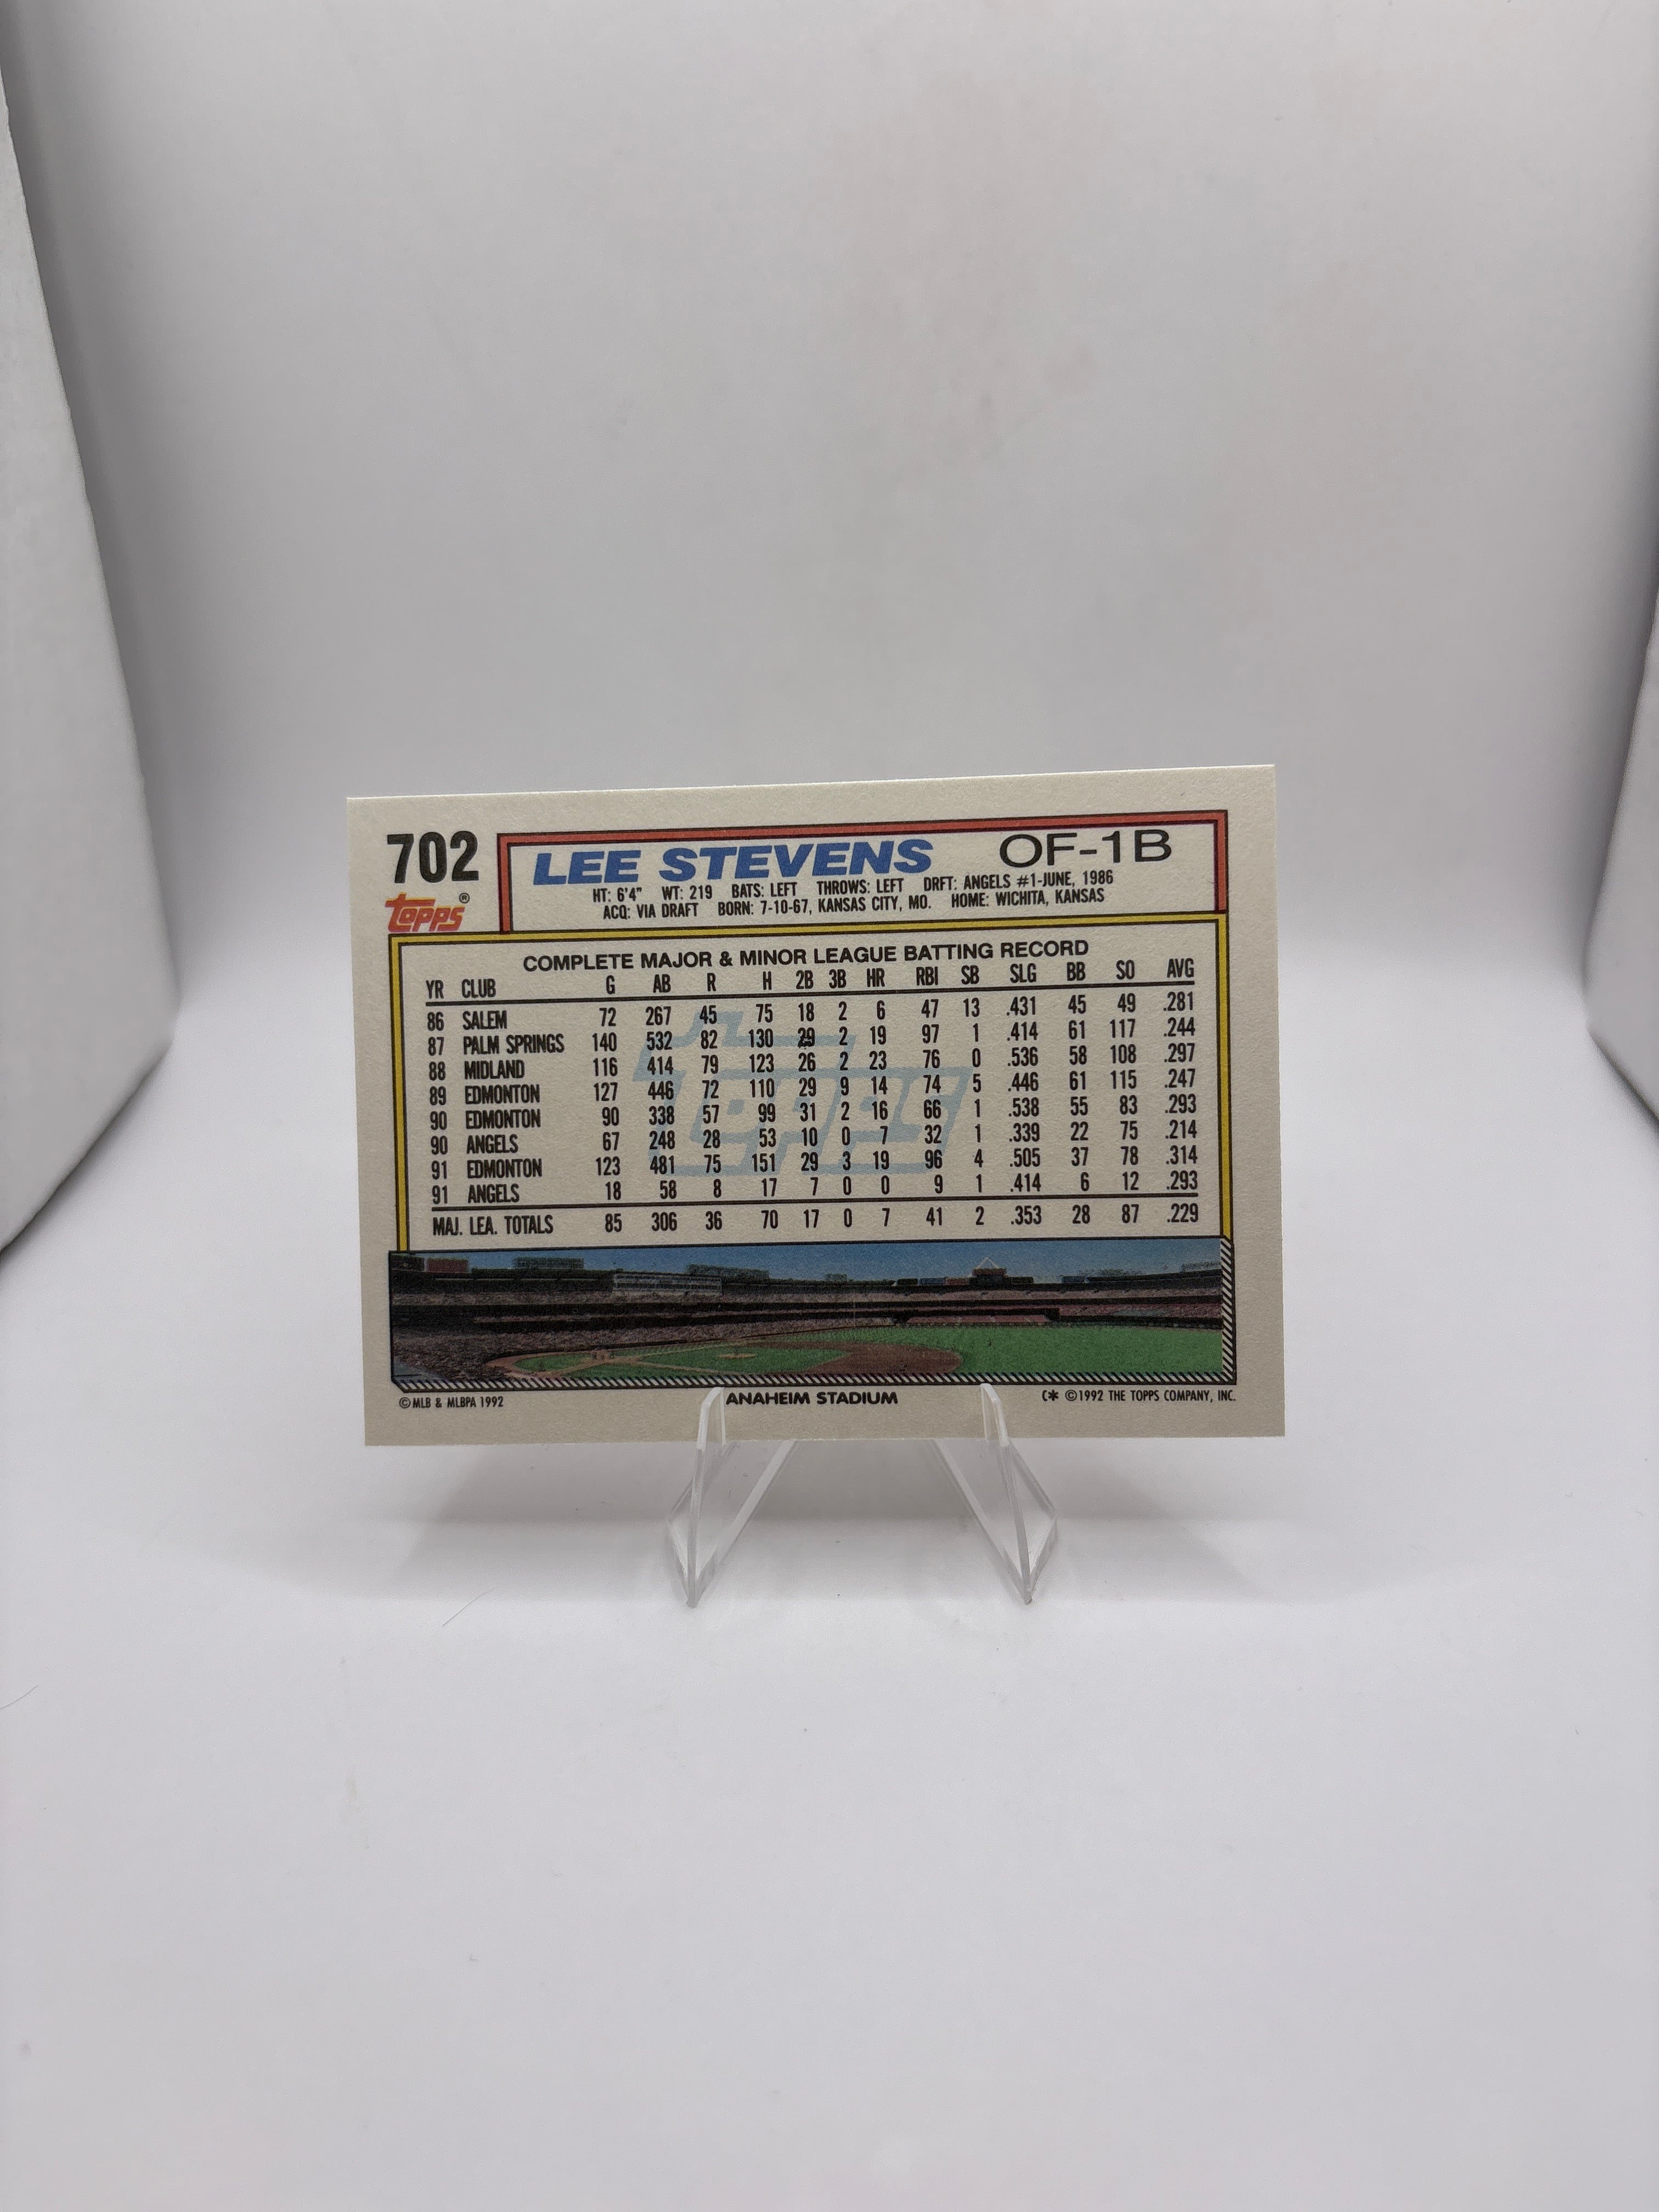 702 LEE STEVENS OF-1B
HT: 6'4" WT: 219 BATS: LEFT THROWS: LEFT DRFT: ANGELS #1-JUNE, 1986
ACQ: VIA DRAFT BORN: 7-10-67, KANSAS CITY, MO. HOME: WICHITA, KANSAS
TOPPS®
COMPLETE MAJOR & MINOR LEAGUE BATTING RECORD
YR CLUB G AB R H 2B 3B HR RBI SB SLG BB SO AVG
86 SALEM 72 267 45 75 18 2 6 47 13 .431 45 49 .281
87 PALM SPRINGS 140 532 82 130 29 2 19 97 1 .414 61 117 .244
88 MIDLAND 116 414 79 123 26 2 23 76 0 .536 58 108 .297
89 EDMONTON 127 446 72 110 29 9 14 74 5 .446 61 115 .247
90 EDMONTON 90 338 57 99 31 2 16 66 1 .538 55 83 .293
90 ANGELS 67 248 28 53 10 0 7 32 1 .339 22 75 .214
91 EDMONTON 123 481 75 151 29 3 19 96 4 .505 37 78 .314
91 ANGELS 18 58 8 17 7 0 0 9 1 .414 6 12 .293
MAJ. LEA. TOTALS 85 306 36 70 17 0 7 41 2 .353 28 87 .229
TOPPS
©MLB & MLBPA 1992 ANAHEIM STADIUM C* ©1992 THE TOPPS COMPANY, INC.